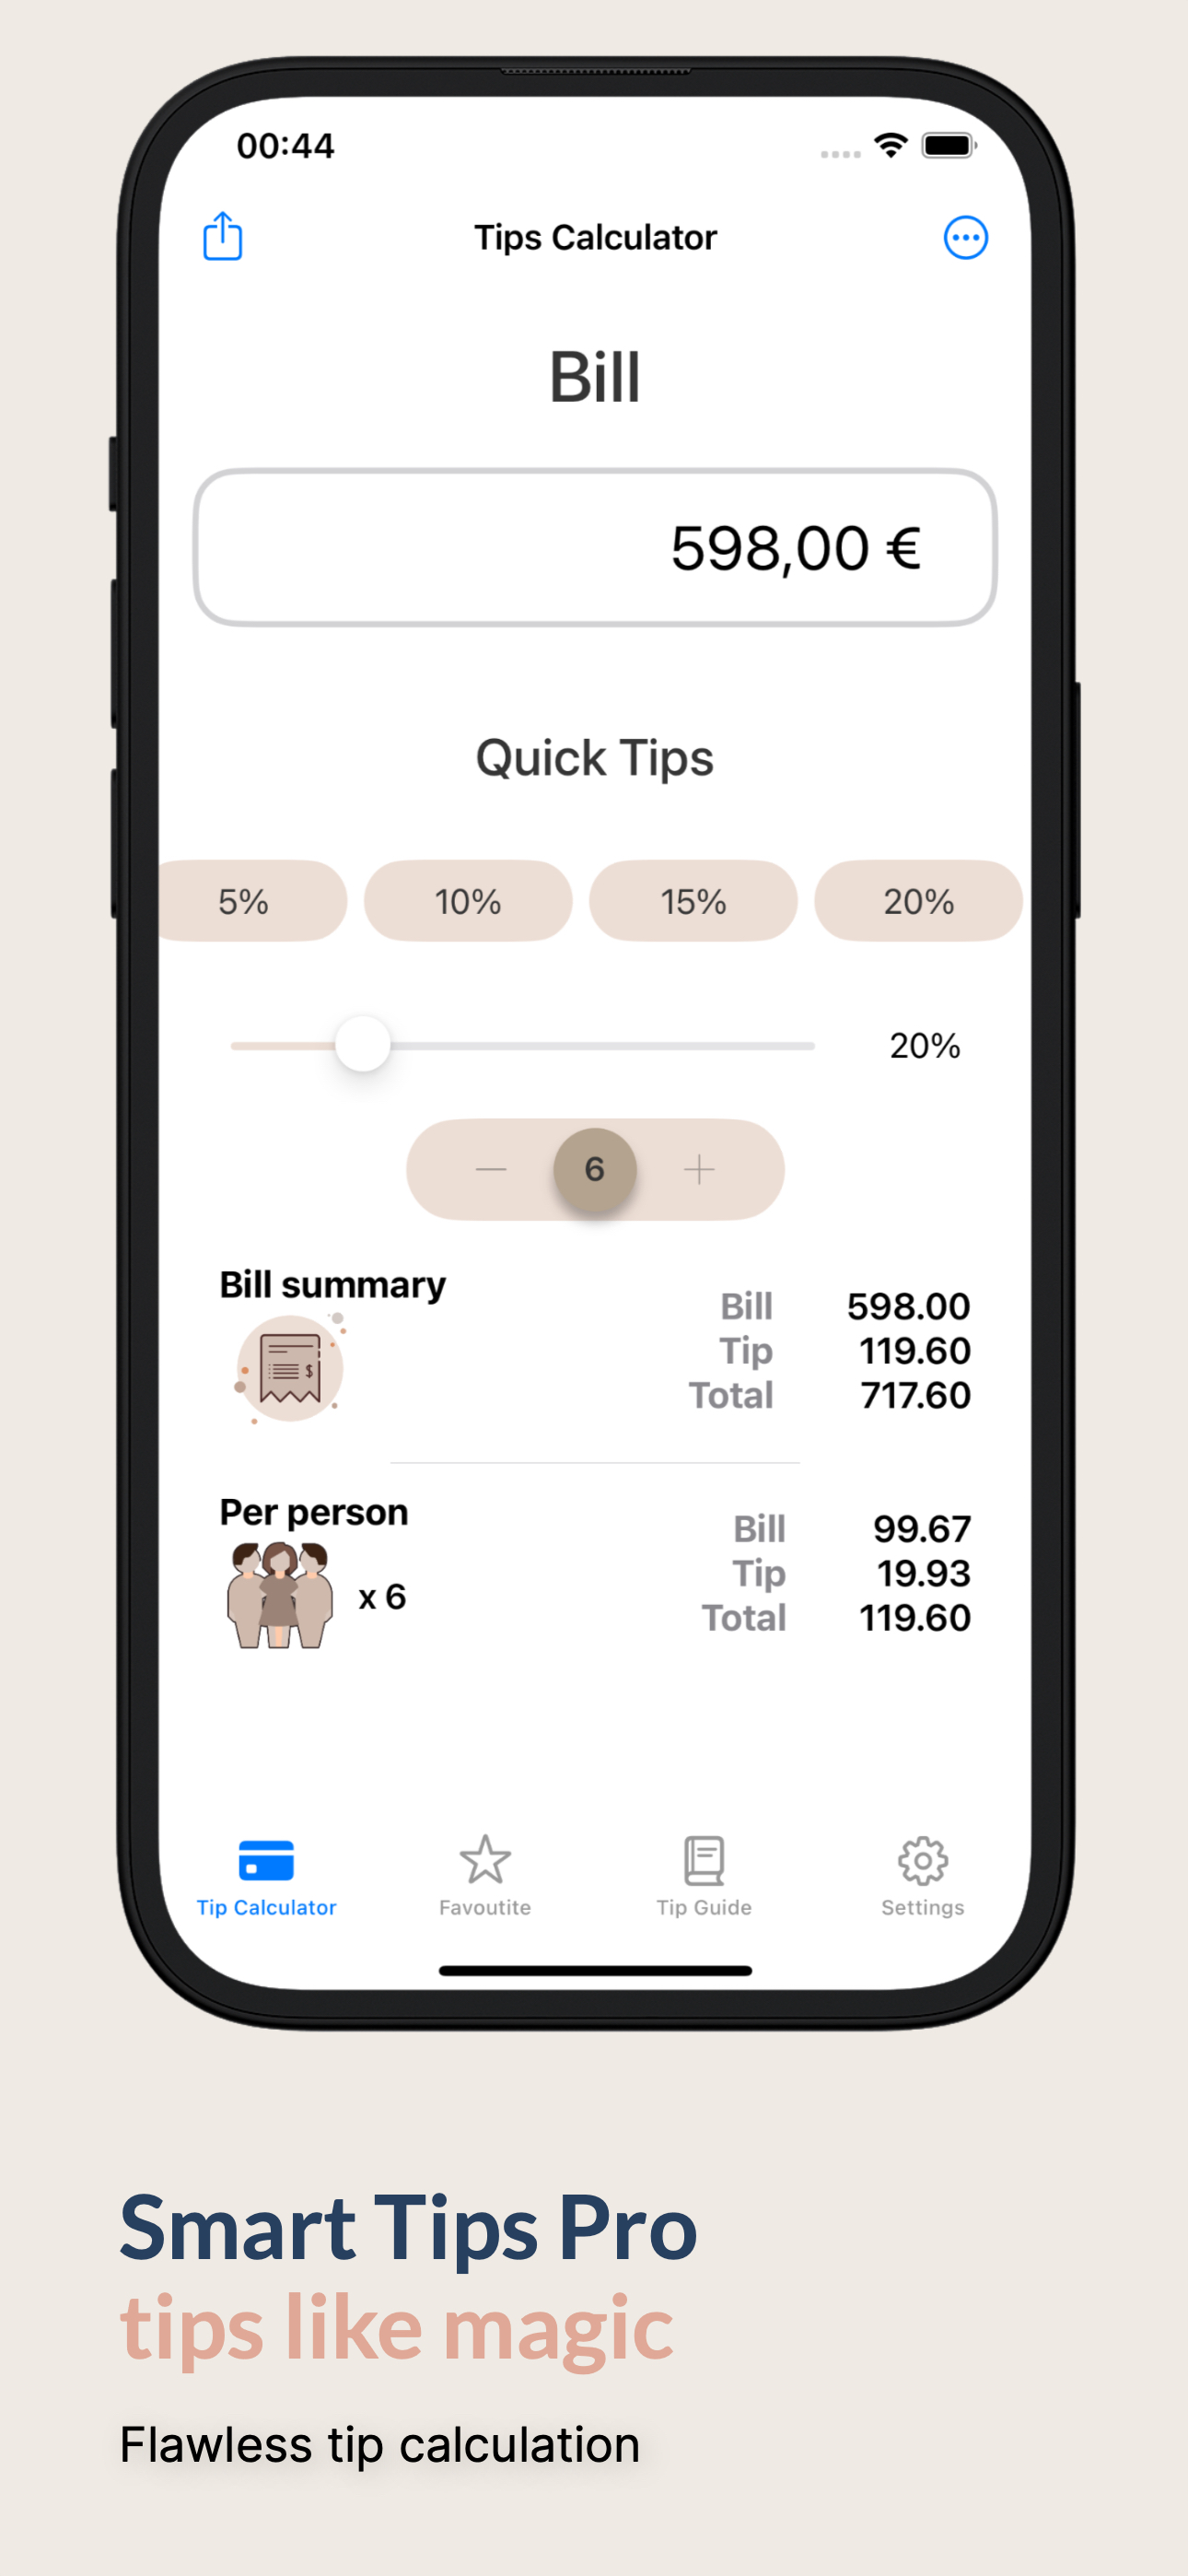 00:44
Tips Calculator
Bill
598,00 €
Quick Tips
5% 10% 15% 20%
20%
— 6 +
Bill summary
$
Bill 598.00
Tip 119.60
Total 717.60
Per person
x 6
Bill 99.67
Tip 19.93
Total 119.60
Tip Calculator Favoutite Tip Guide Settings
Smart Tips Pro
tips like magic
Flawless tip calculation